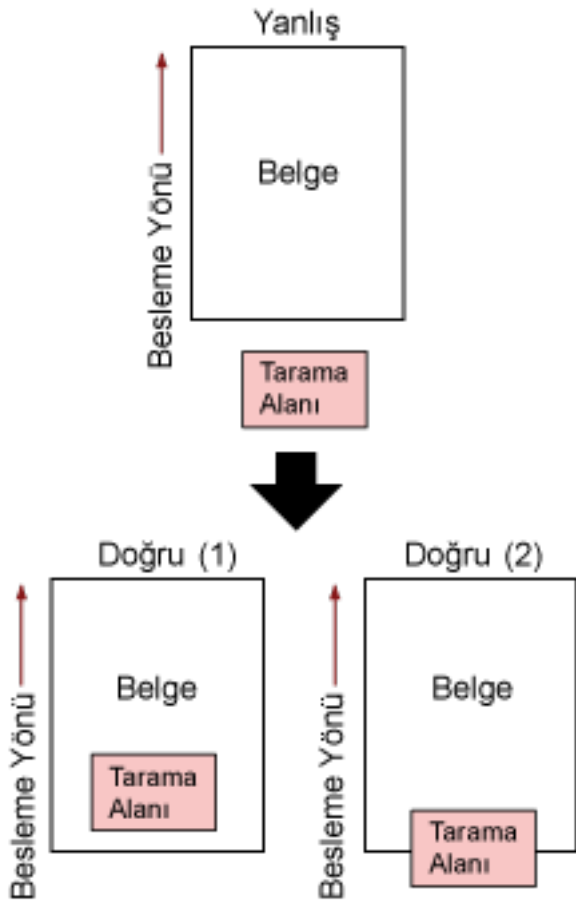 Yanlış
Besleme Yönü
Belge
Tarama
Alanı
Doğru (1)
Besleme Yönü
Belge
Tarama
Alanı
Doğru (2)
Besleme Yönü
Belge
Tarama
Alanı